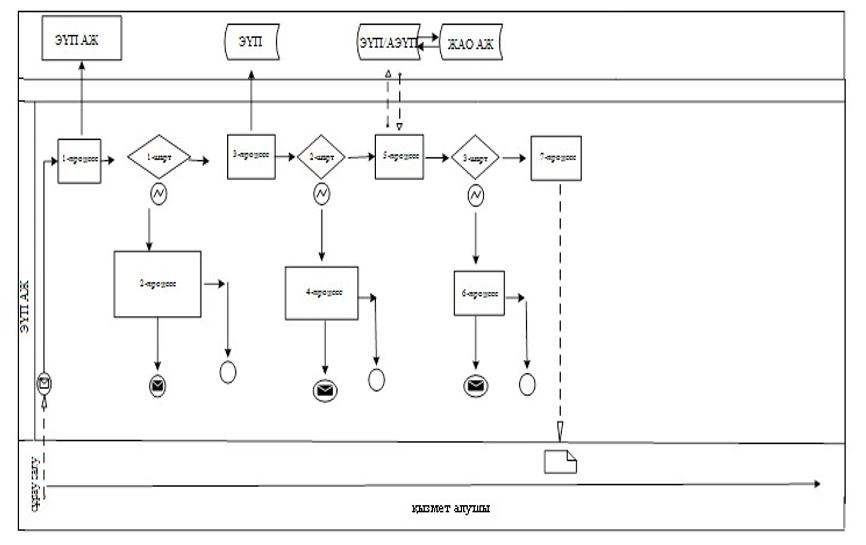 ЭҮП АЖ
ЭҮП
ЭҮП/АЭҮП
ЖАО АЖ
1-процесс
1-шарт
3-процесс
2-шарт
5-процесс
3-шарт
7-процесс
2-процесс
4-процесс
6-процесс
ЭҮП АЖ
сұрау салу
қызмет алушы